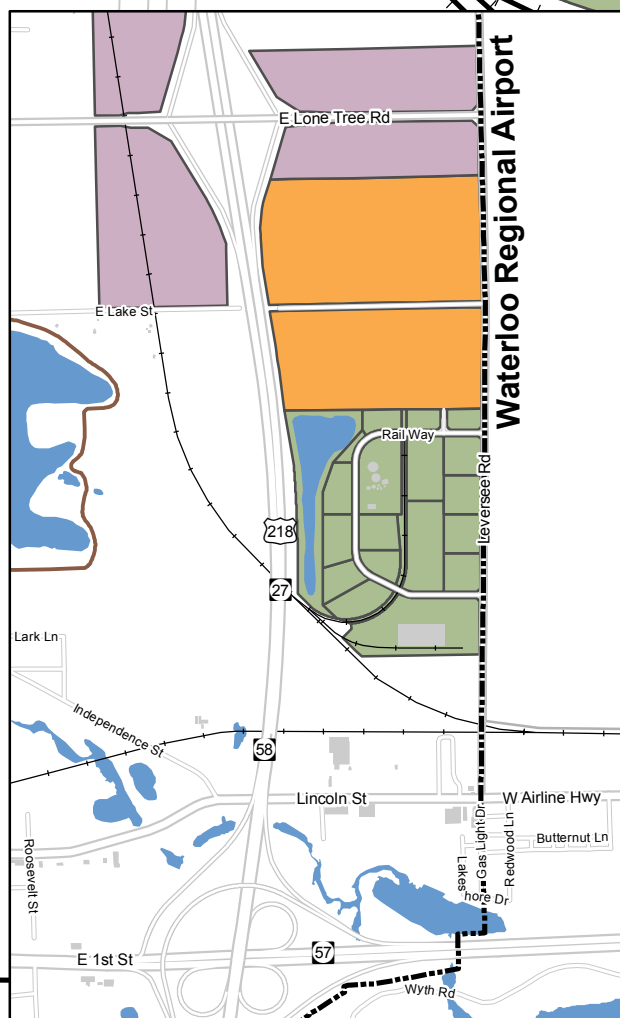 E Lone Tree Rd
Waterloo Regional Airport
E Lake St
Rail Way
Leversee Rd
218
27
Lark Ln
Independence St
58
Lincoln St
W Airline Hwy
Gas Light Dr
Redwood Ln
Butternut Ln
Roosevelt St
Lakeshore Dr
E 1st St
57
Wyth Rd